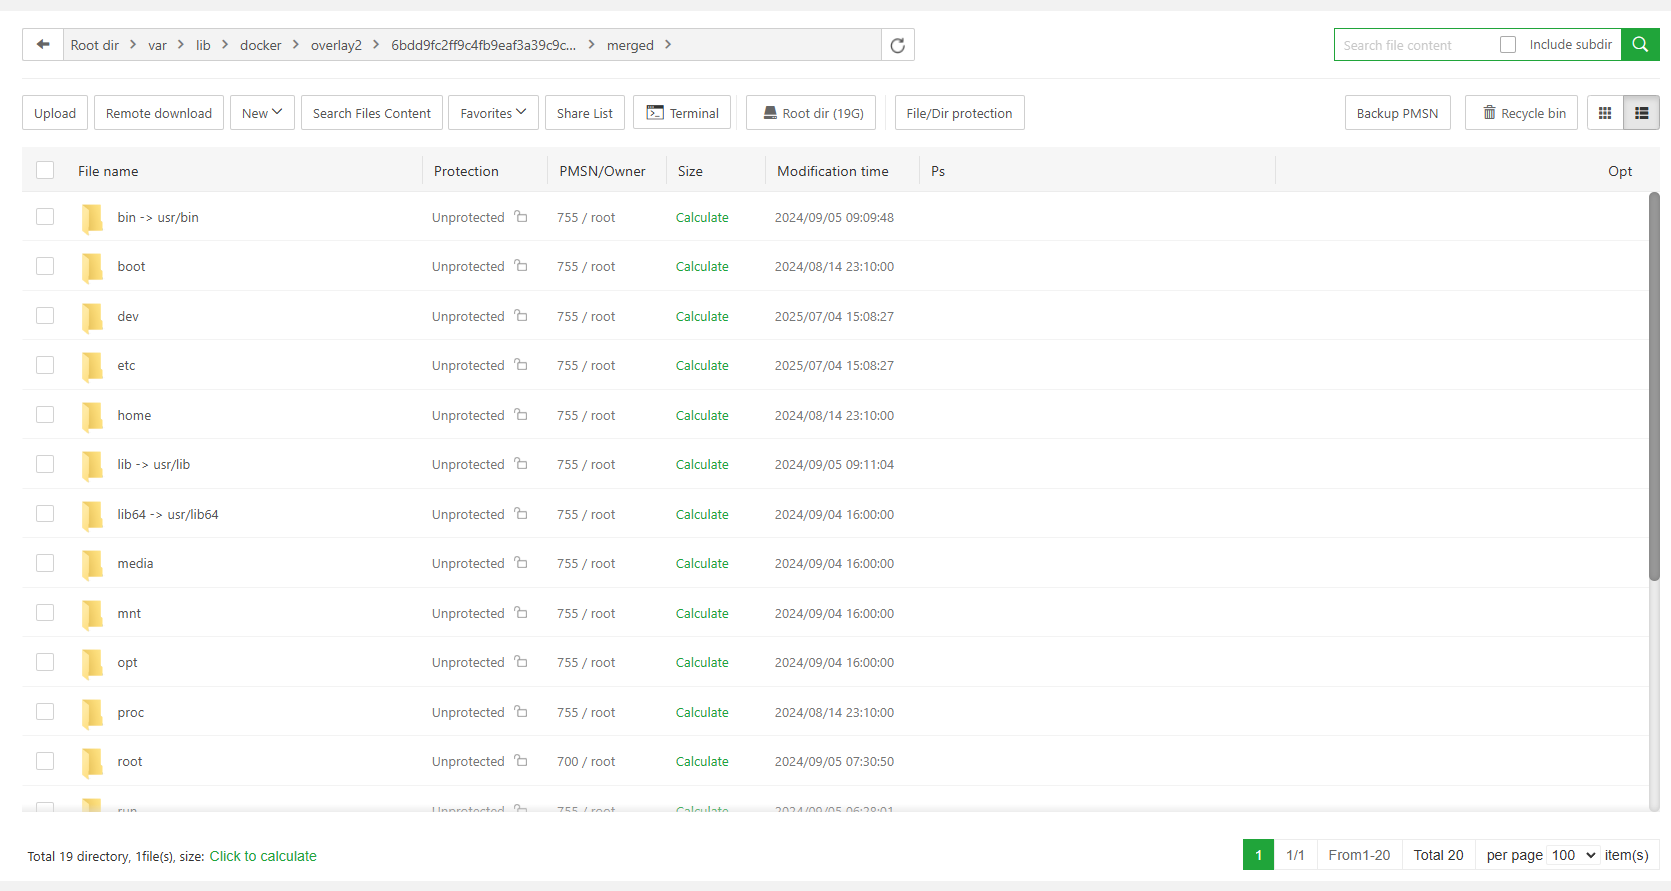 Root dir > var > lib > docker > overlay2 > 6bdd9fc2ff9c4fb9eaf3a39c9c... > merged >
Search file content Include subdir
Upload Remote download New Search Files Content Favorites Share List Terminal Root dir (19G) File/Dir protection Backup PMSN Recycle bin
File name Protection PMSN/Owner Size Modification time Ps Opt
bin -> usr/bin Unprotected 755 / root Calculate 2024/09/05 09:09:48
boot Unprotected 755 / root Calculate 2024/08/14 23:10:00
dev Unprotected 755 / root Calculate 2025/07/04 15:08:27
etc Unprotected 755 / root Calculate 2025/07/04 15:08:27
home Unprotected 755 / root Calculate 2024/08/14 23:10:00
lib -> usr/lib Unprotected 755 / root Calculate 2024/09/05 09:11:04
lib64 -> usr/lib64 Unprotected 755 / root Calculate 2024/09/04 16:00:00
media Unprotected 755 / root Calculate 2024/09/04 16:00:00
mnt Unprotected 755 / root Calculate 2024/09/04 16:00:00
opt Unprotected 755 / root Calculate 2024/09/04 16:00:00
proc Unprotected 755 / root Calculate 2024/08/14 23:10:00
root Unprotected 700 / root Calculate 2024/09/05 07:30:50
run Unprotected 755 / root Calculate 2024/09/05 06:28:01
Total 19 directory, 1file(s), size: Click to calculate 1 1/1 From1-20 Total 20 per page 100 item(s)